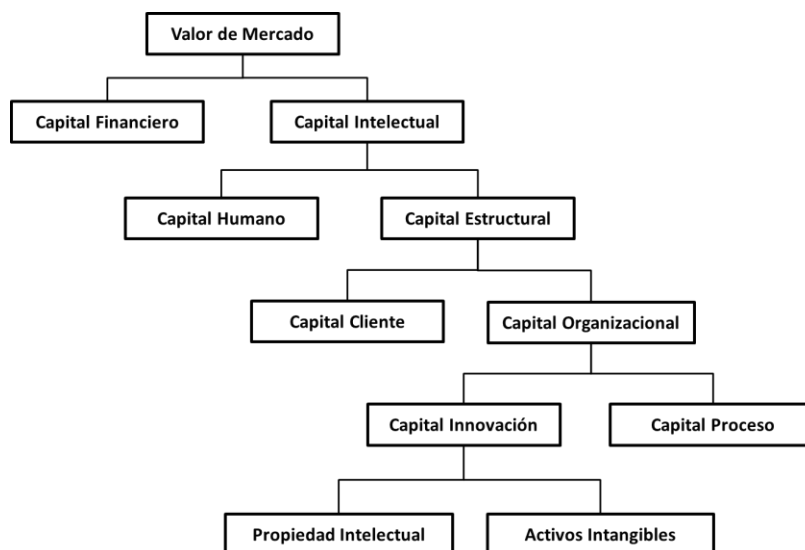 Valor de Mercado
Capital Financiero
Capital Intelectual
Capital Humano
Capital Estructural
Capital Cliente
Capital Organizacional
Capital Innovación
Capital Proceso
Propiedad Intelectual
Activos Intangibles